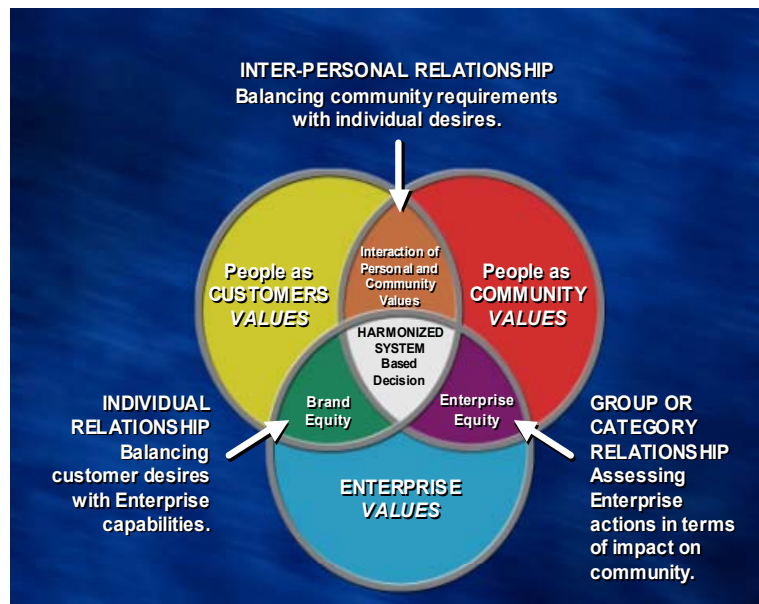 INTER-PERSONAL RELATIONSHIP
Balancing community requirements
with individual desires.
Interaction of
Personal and
Community
Values
People as
CUSTOMERS
VALUES
People as
COMMUNITY
VALUES
HARMONIZED
SYSTEM
Based
Decision
Brand
Equity
Enterprise
Equity
INDIVIDUAL
RELATIONSHIP
Balancing
customer desires
with Enterprise
capabilities.
GROUP OR
CATEGORY
RELATIONSHIP
Assessing
Enterprise
actions in terms
of impact on
community.
ENTERPRISE
VALUES